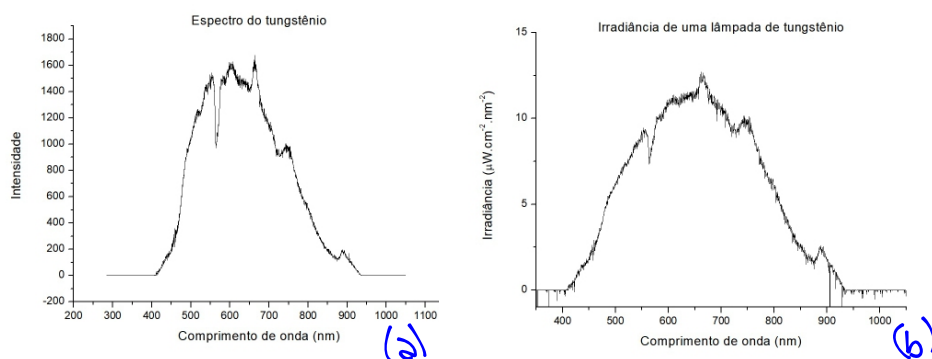 Espectro do tungstênio
Intensidade
1800
1600
1400
1200
1000
800
600
400
200
0
-200
200 300 400 500 600 700 800 900 1000 1100
Comprimento de onda (nm)
(a)
Irradiância de uma lâmpada de tungstênio
Irradiância (µW.cm⁻².nm⁻²)
15
10
5
0
400 500 600 700 800 900 1000
Comprimento de onda (nm)
(b)